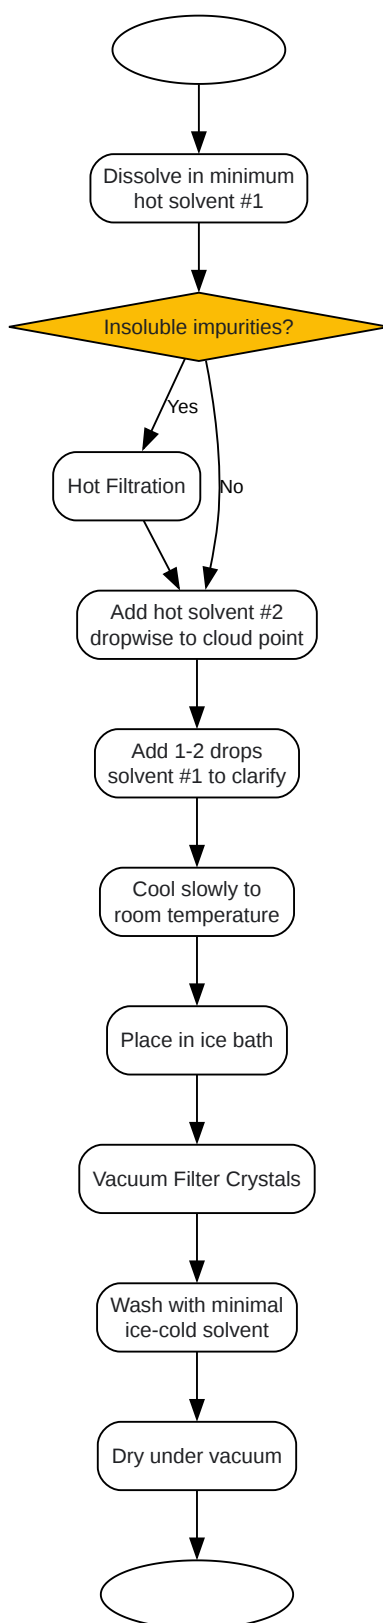 Dissolve in minimum
hot solvent #1
Insoluble impurities?
Yes
Hot Filtration
No
Add hot solvent #2
dropwise to cloud point
Add 1-2 drops
solvent #1 to clarify
Cool slowly to
room temperature
Place in ice bath
Vacuum Filter Crystals
Wash with minimal
ice-cold solvent
Dry under vacuum